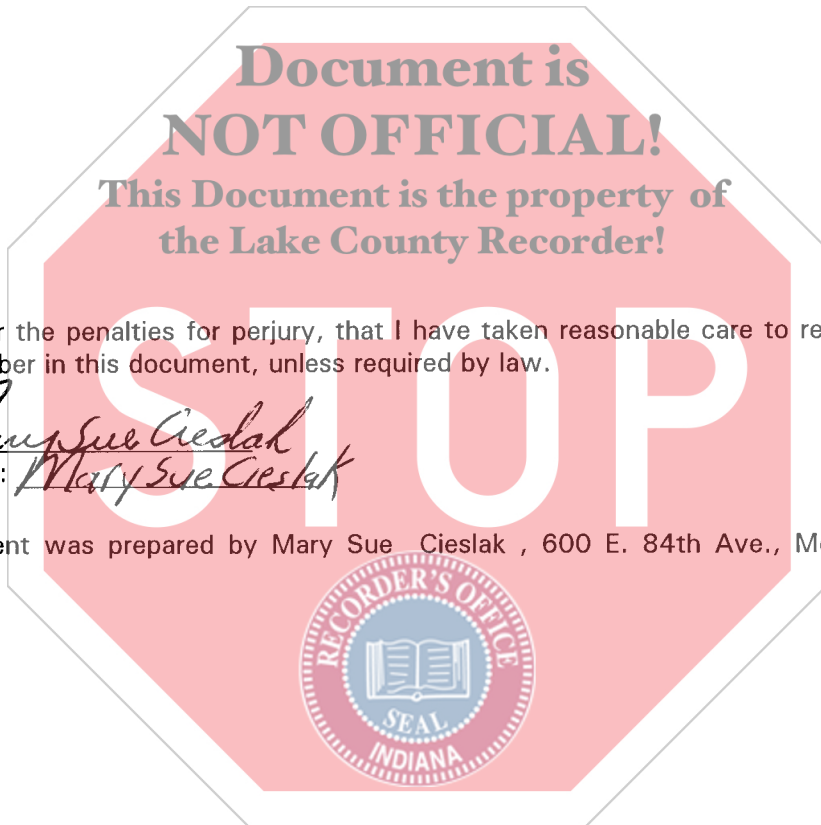 Document is
NOT OFFICIAL!
This Document is the property of
the Lake County Recorder!
STOP
r the penalties for perjury, that I have taken reasonable care to re
ber in this document, unless required by law.
ary Sue Cieslak
: Mary Sue Cieslak
ent was prepared by Mary Sue Cieslak , 600 E. 84th Ave., M
RECORDER'S OFFICE
SEAL
INDIANA